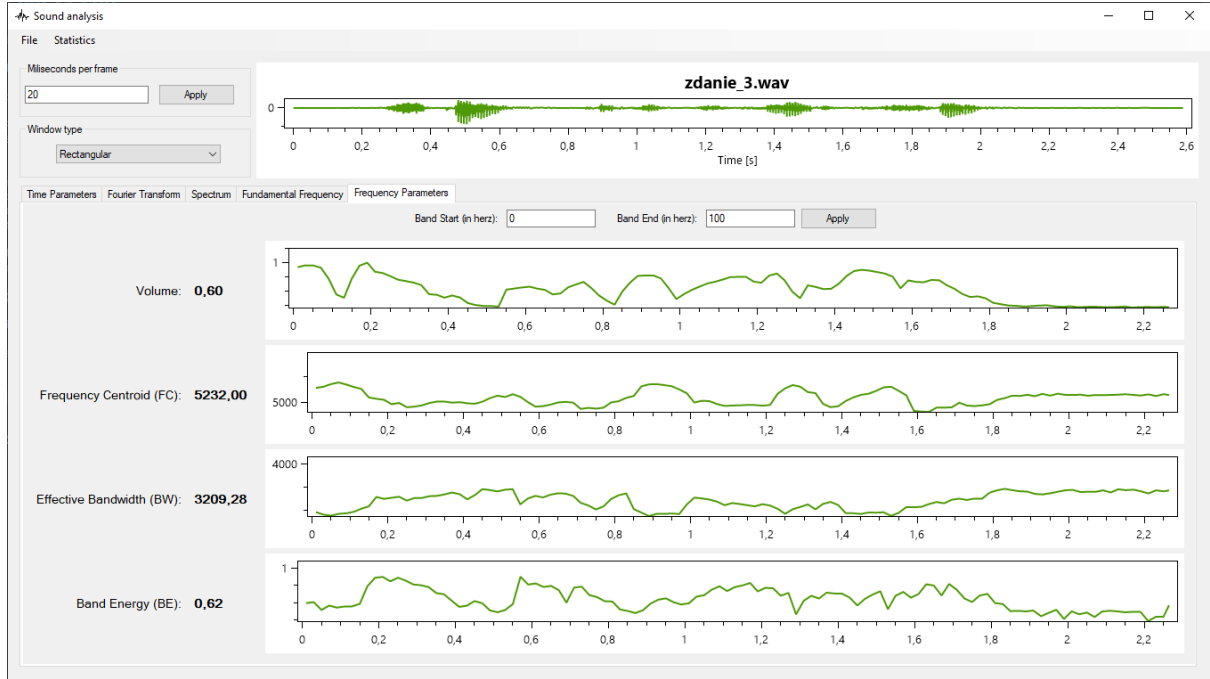 Sound analysis
File Statistics
Miliseconds per frame
20 Apply
Window type
Rectangular
zdanie_3.wav
0
0 0,2 0,4 0,6 0,8 1 1,2 1,4 1,6 1,8 2 2,2 2,4 2,6
Time [s]
Time Parameters Fourier Transform Spectrum Fundamental Frequency Frequency Parameters
Band Start (in herz): 0 Band End (in herz): 100 Apply
Volume: 0,60
1
0 0,2 0,4 0,6 0,8 1 1,2 1,4 1,6 1,8 2 2,2
Frequency Centroid (FC): 5232,00
5000
0 0,2 0,4 0,6 0,8 1 1,2 1,4 1,6 1,8 2 2,2
Effective Bandwidth (BW): 3209,28
4000
0 0,2 0,4 0,6 0,8 1 1,2 1,4 1,6 1,8 2 2,2
Band Energy (BE): 0,62
1
0 0,2 0,4 0,6 0,8 1 1,2 1,4 1,6 1,8 2 2,2